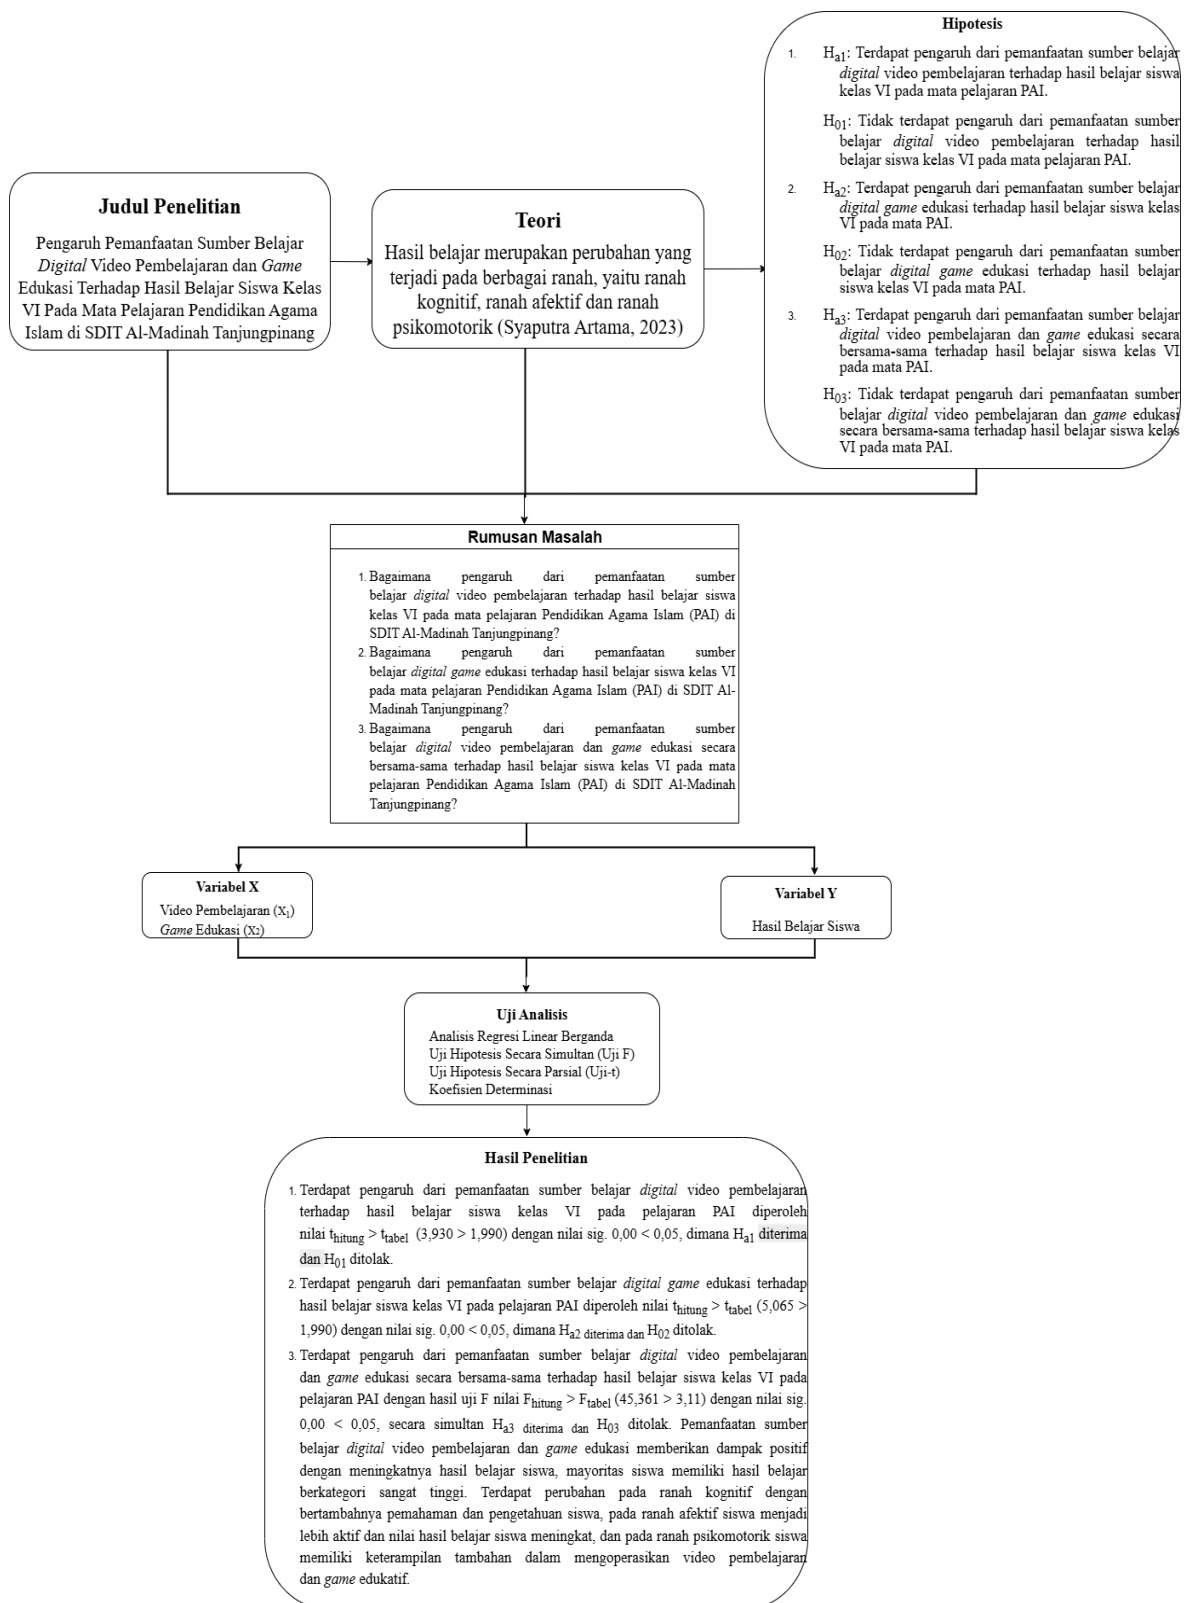 Judul Penelitian
Pengaruh Pemanfaatan Sumber Belajar
Digital Video Pembelajaran dan Game
Edukasi Terhadap Hasil Belajar Siswa Kelas
VI Pada Mata Pelajaran Pendidikan Agama
Islam di SDIT Al-Madinah Tanjungpinang
Teori
Hasil belajar merupakan perubahan yang
terjadi pada berbagai ranah, yaitu ranah
kognitif, ranah afektif dan ranah
psikomotorik (Syaputra Artama, 2023)
Hipotesis
1. Ha1: Terdapat pengaruh dari pemanfaatan sumber belajar
digital video pembelajaran terhadap hasil belajar siswa
kelas VI pada mata pelajaran PAI.
H01: Tidak terdapat pengaruh dari pemanfaatan sumber
belajar digital video pembelajaran terhadap hasil
belajar siswa kelas VI pada mata pelajaran PAI.
2. Ha2: Terdapat pengaruh dari pemanfaatan sumber belajar
digital game edukasi terhadap hasil belajar siswa kelas
VI pada mata PAI.
H02: Tidak terdapat pengaruh dari pemanfaatan sumber
belajar digital game edukasi terhadap hasil belajar
siswa kelas VI pada mata PAI.
3. Ha3: Terdapat pengaruh dari pemanfaatan sumber belajar
digital video pembelajaran dan game edukasi secara
bersama-sama terhadap hasil belajar siswa kelas VI
pada mata PAI.
H03: Tidak terdapat pengaruh dari pemanfaatan sumber
belajar digital video pembelajaran dan game edukasi
secara bersama-sama terhadap hasil belajar siswa kelas
VI pada mata PAI.
Rumusan Masalah
1. Bagaimana pengaruh dari pemanfaatan sumber
belajar digital video pembelajaran terhadap hasil belajar siswa
kelas VI pada mata pelajaran Pendidikan Agama Islam (PAI) di
SDIT Al-Madinah Tanjungpinang?
2. Bagaimana pengaruh dari pemanfaatan sumber
belajar digital game edukasi terhadap hasil belajar siswa kelas VI
pada mata pelajaran Pendidikan Agama Islam (PAI) di SDIT Al-
Madinah Tanjungpinang?
3. Bagaimana pengaruh dari pemanfaatan sumber
belajar digital video pembelajaran dan game edukasi secara
bersama-sama terhadap hasil belajar siswa kelas VI pada mata
pelajaran Pendidikan Agama Islam (PAI) di SDIT Al-Madinah
Tanjungpinang?
Variabel X
Video Pembelajaran (X1)
Game Edukasi (X2)
Variabel Y
Hasil Belajar Siswa
Uji Analisis
Analisis Regresi Linear Berganda
Uji Hipotesis Secara Simultan (Uji F)
Uji Hipotesis Secara Parsial (Uji-t)
Koefisien Determinasi
Hasil Penelitian
1. Terdapat pengaruh dari pemanfaatan sumber belajar digital video pembelajaran
terhadap hasil belajar siswa kelas VI pada pelajaran PAI diperoleh
nilai thitung > ttabel (3,930 > 1,990) dengan nilai sig. 0,00 < 0,05, dimana Ha1 diterima
dan H01 ditolak.
2. Terdapat pengaruh dari pemanfaatan sumber belajar digital game edukasi terhadap
hasil belajar siswa kelas VI pada pelajaran PAI diperoleh nilai thitung > ttabel (5,065 >
1,990) dengan nilai sig. 0,00 < 0,05, dimana Ha2 diterima dan H02 ditolak.
3. Terdapat pengaruh dari pemanfaatan sumber belajar digital video pembelajaran
dan game edukasi secara bersama-sama terhadap hasil belajar siswa kelas VI pada
pelajaran PAI dengan hasil uji F nilai Fhitung > Ftabel (45,361 > 3,11) dengan nilai sig.
0,00 < 0,05, secara simultan Ha3 diterima dan H03 ditolak. Pemanfaatan sumber
belajar digital video pembelajaran dan game edukasi memberikan dampak positif
dengan meningkatnya hasil belajar siswa, mayoritas siswa memiliki hasil belajar
berkategori sangat tinggi. Terdapat perubahan pada ranah kognitif dengan
bertambahnya pemahaman dan pengetahuan siswa, pada ranah afektif siswa menjadi
lebih aktif dan nilai hasil belajar siswa meningkat, dan pada ranah psikomotorik siswa
memiliki keterampilan tambahan dalam mengoperasikan video pembelajaran
dan game edukatif.